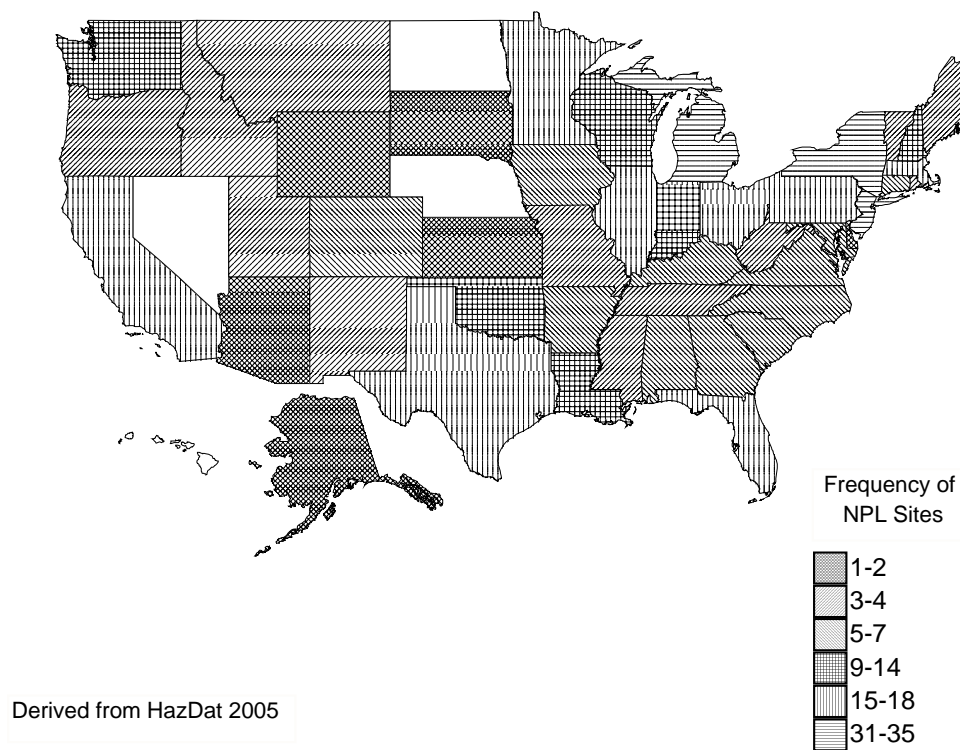 Frequency of
NPL Sites
1-2
3-4
5-7
9-14
15-18
31-35
Derived from HazDat 2005